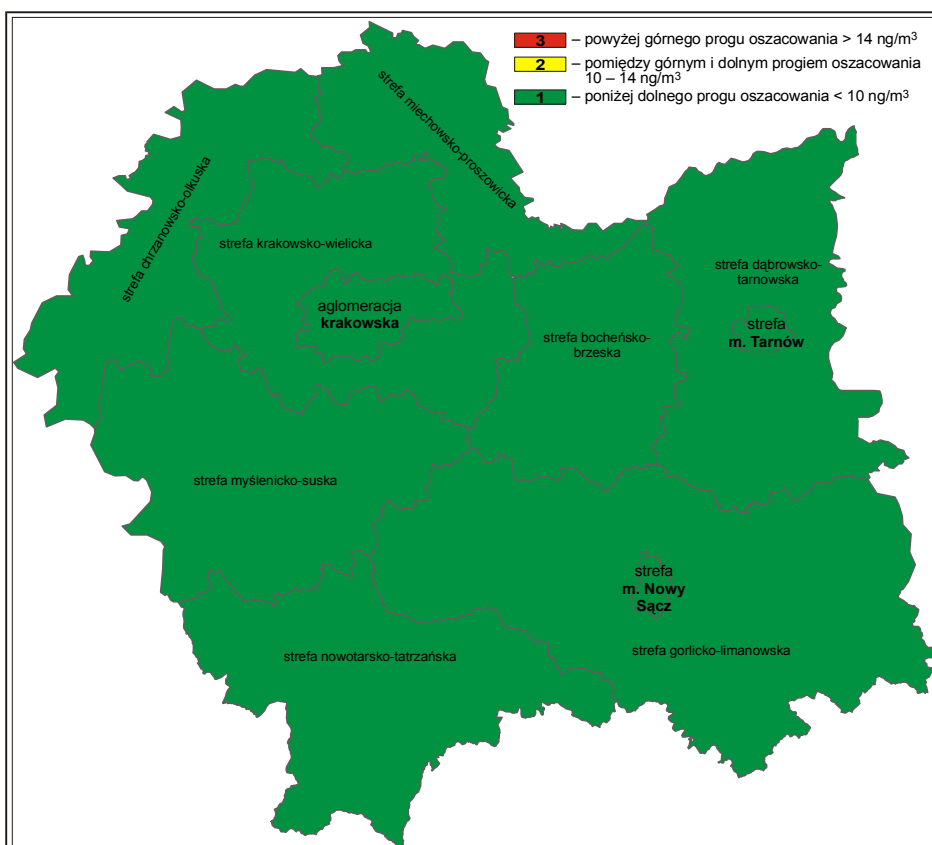 3 – powyżej górnego progu oszacowania > 14 ng/m³
2 – pomiędzy górnym i dolnym progiem oszacowania
10 – 14 ng/m³
1 – poniżej dolnego progu oszacowania < 10 ng/m³
strefa miechowsko-proszowicka
strefa chrzanowsko-olkuska
strefa krakowsko-wielicka
aglomeracja
krakowska
strefa dąbrowsko-
tarnowska
strefa
m. Tarnów
strefa bocheńsko-
brzeska
strefa myślenicko-suska
strefa
m. Nowy
Sącz
strefa nowotarsko-tatrzańska
strefa gorlicko-limanowska